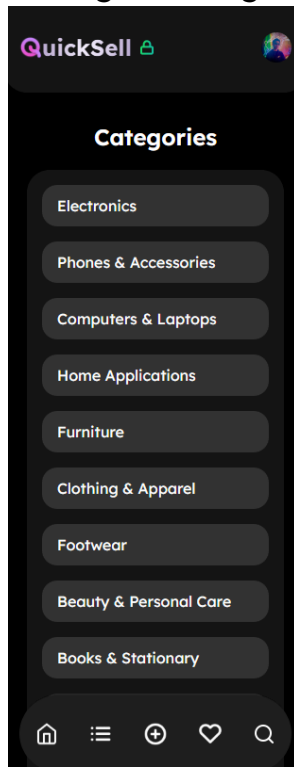 QuickSell
Categories
Electronics
Phones & Accessories
Computers & Laptops
Home Applications
Furniture
Clothing & Apparel
Footwear
Beauty & Personal Care
Books & Stationary